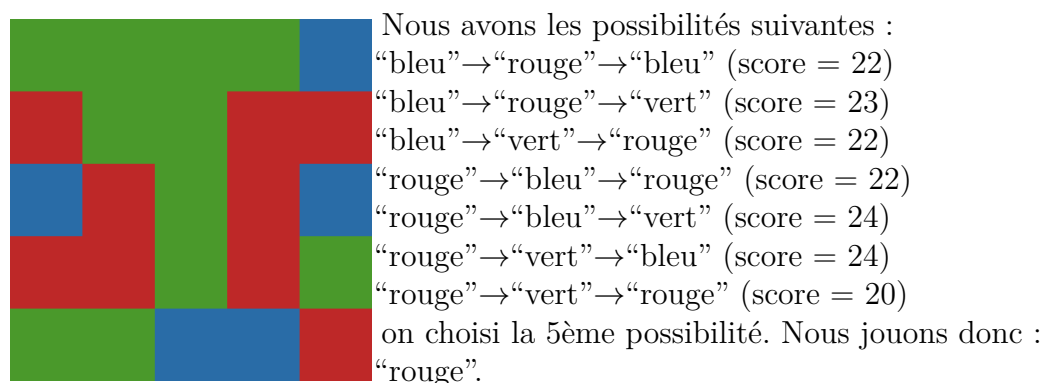 Nous avons les possibilités suivantes :
“bleu”→“rouge”→“bleu” (score = 22)
“bleu”→“rouge”→“vert” (score = 23)
“bleu”→“vert”→“rouge” (score = 22)
“rouge”→“bleu”→“rouge” (score = 22)
“rouge”→“bleu”→“vert” (score = 24)
“rouge”→“vert”→“bleu” (score = 24)
“rouge”→“vert”→“rouge” (score = 20)
on choisi la 5ème possibilité. Nous jouons donc :
“rouge”.